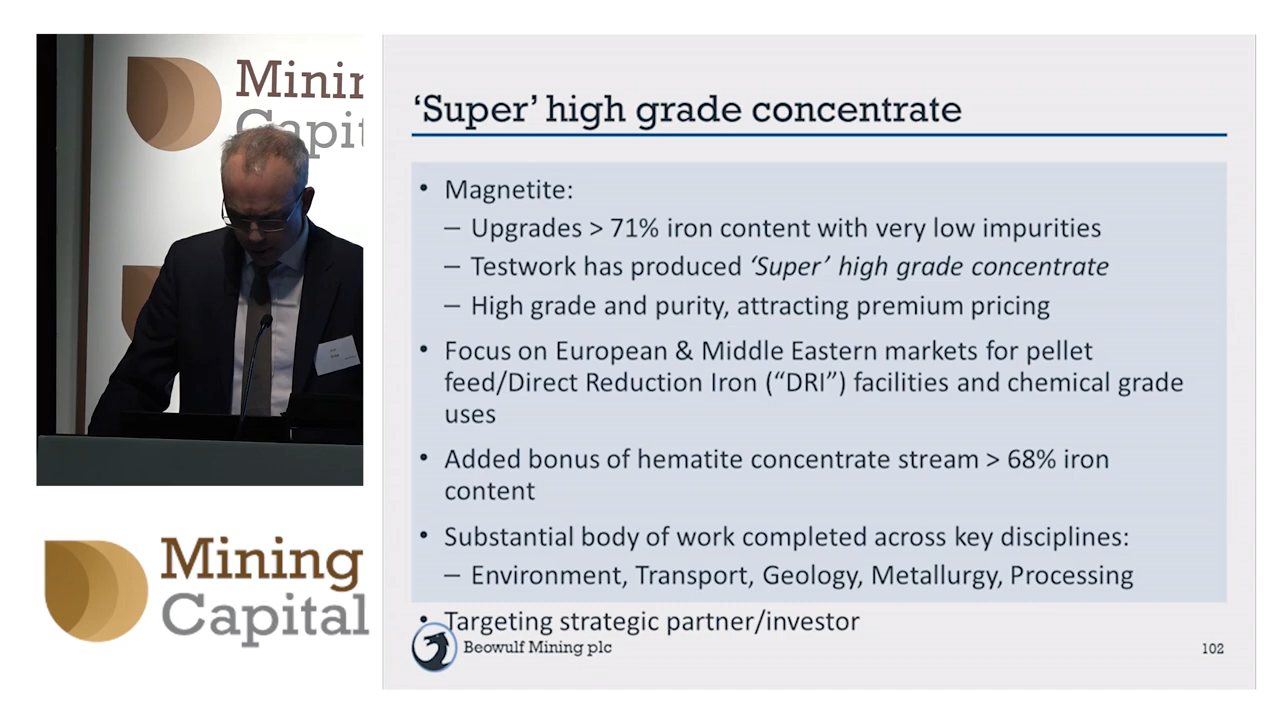 Minin
Capit
Mining
Capital
‘Super’ high grade concentrate
• Magnetite:
– Upgrades > 71% iron content with very low impurities
– Testwork has produced ‘Super’ high grade concentrate
– High grade and purity, attracting premium pricing
• Focus on European & Middle Eastern markets for pellet
feed/Direct Reduction Iron (“DRI”) facilities and chemical grade
uses
• Added bonus of hematite concentrate stream > 68% iron
content
• Substantial body of work completed across key disciplines:
– Environment, Transport, Geology, Metallurgy, Processing
• Targeting strategic partner/investor
Beowulf Mining plc
102